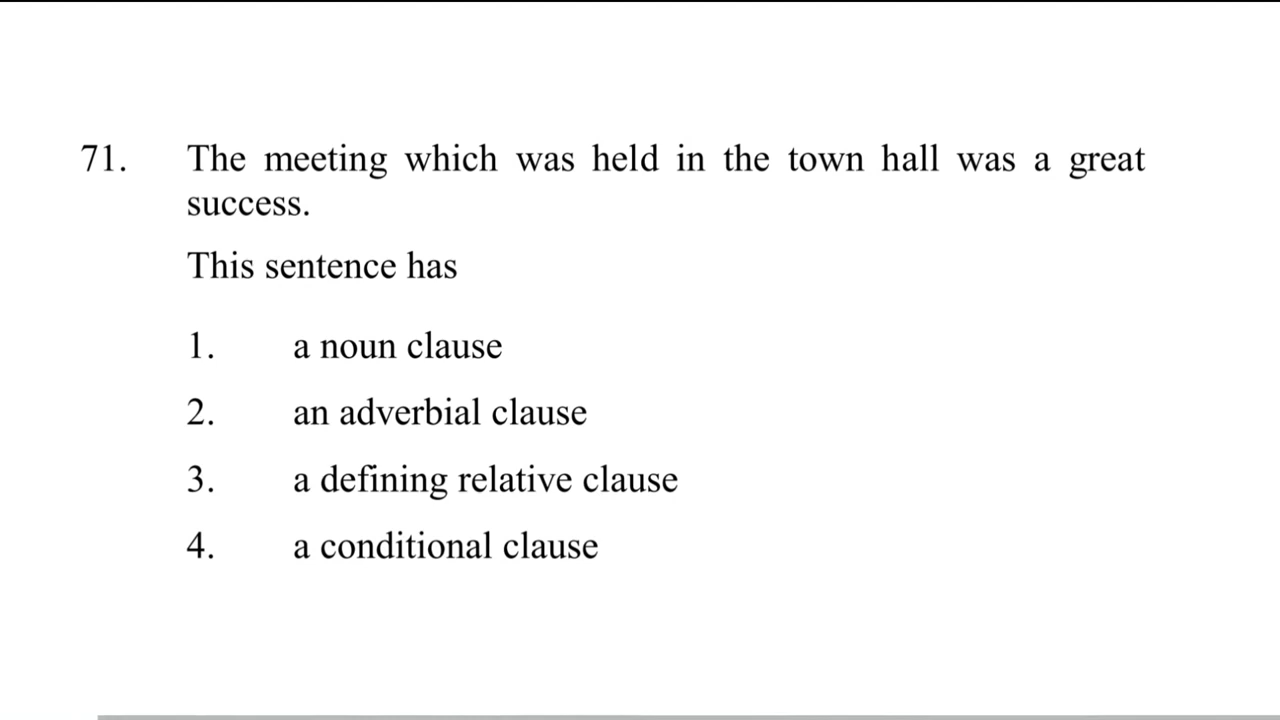 71. The meeting which was held in the town hall was a great
success.
This sentence has
1. a noun clause
2. an adverbial clause
3. a defining relative clause
4. a conditional clause